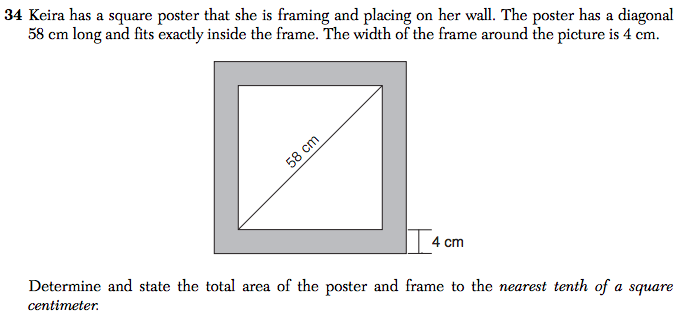 34 Keira has a square poster that she is framing and placing on her wall. The poster has a diagonal
58 cm long and fits exactly inside the frame. The width of the frame around the picture is 4 cm.
58 cm
4 cm
Determine and state the total area of the poster and frame to the nearest tenth of a square
centimeter.